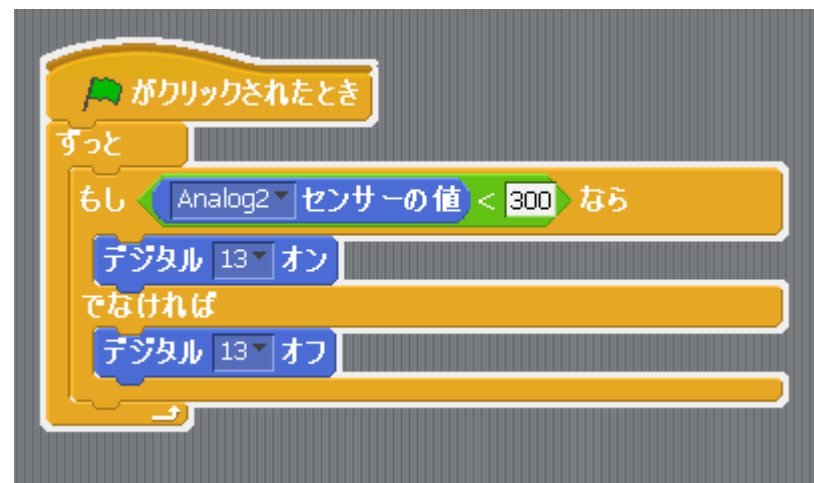 がクリックされたとき
ずっと
もし Analog2 センサーの値 < 300 なら
デジタル 13 オン
でなければ
デジタル 13 オフ